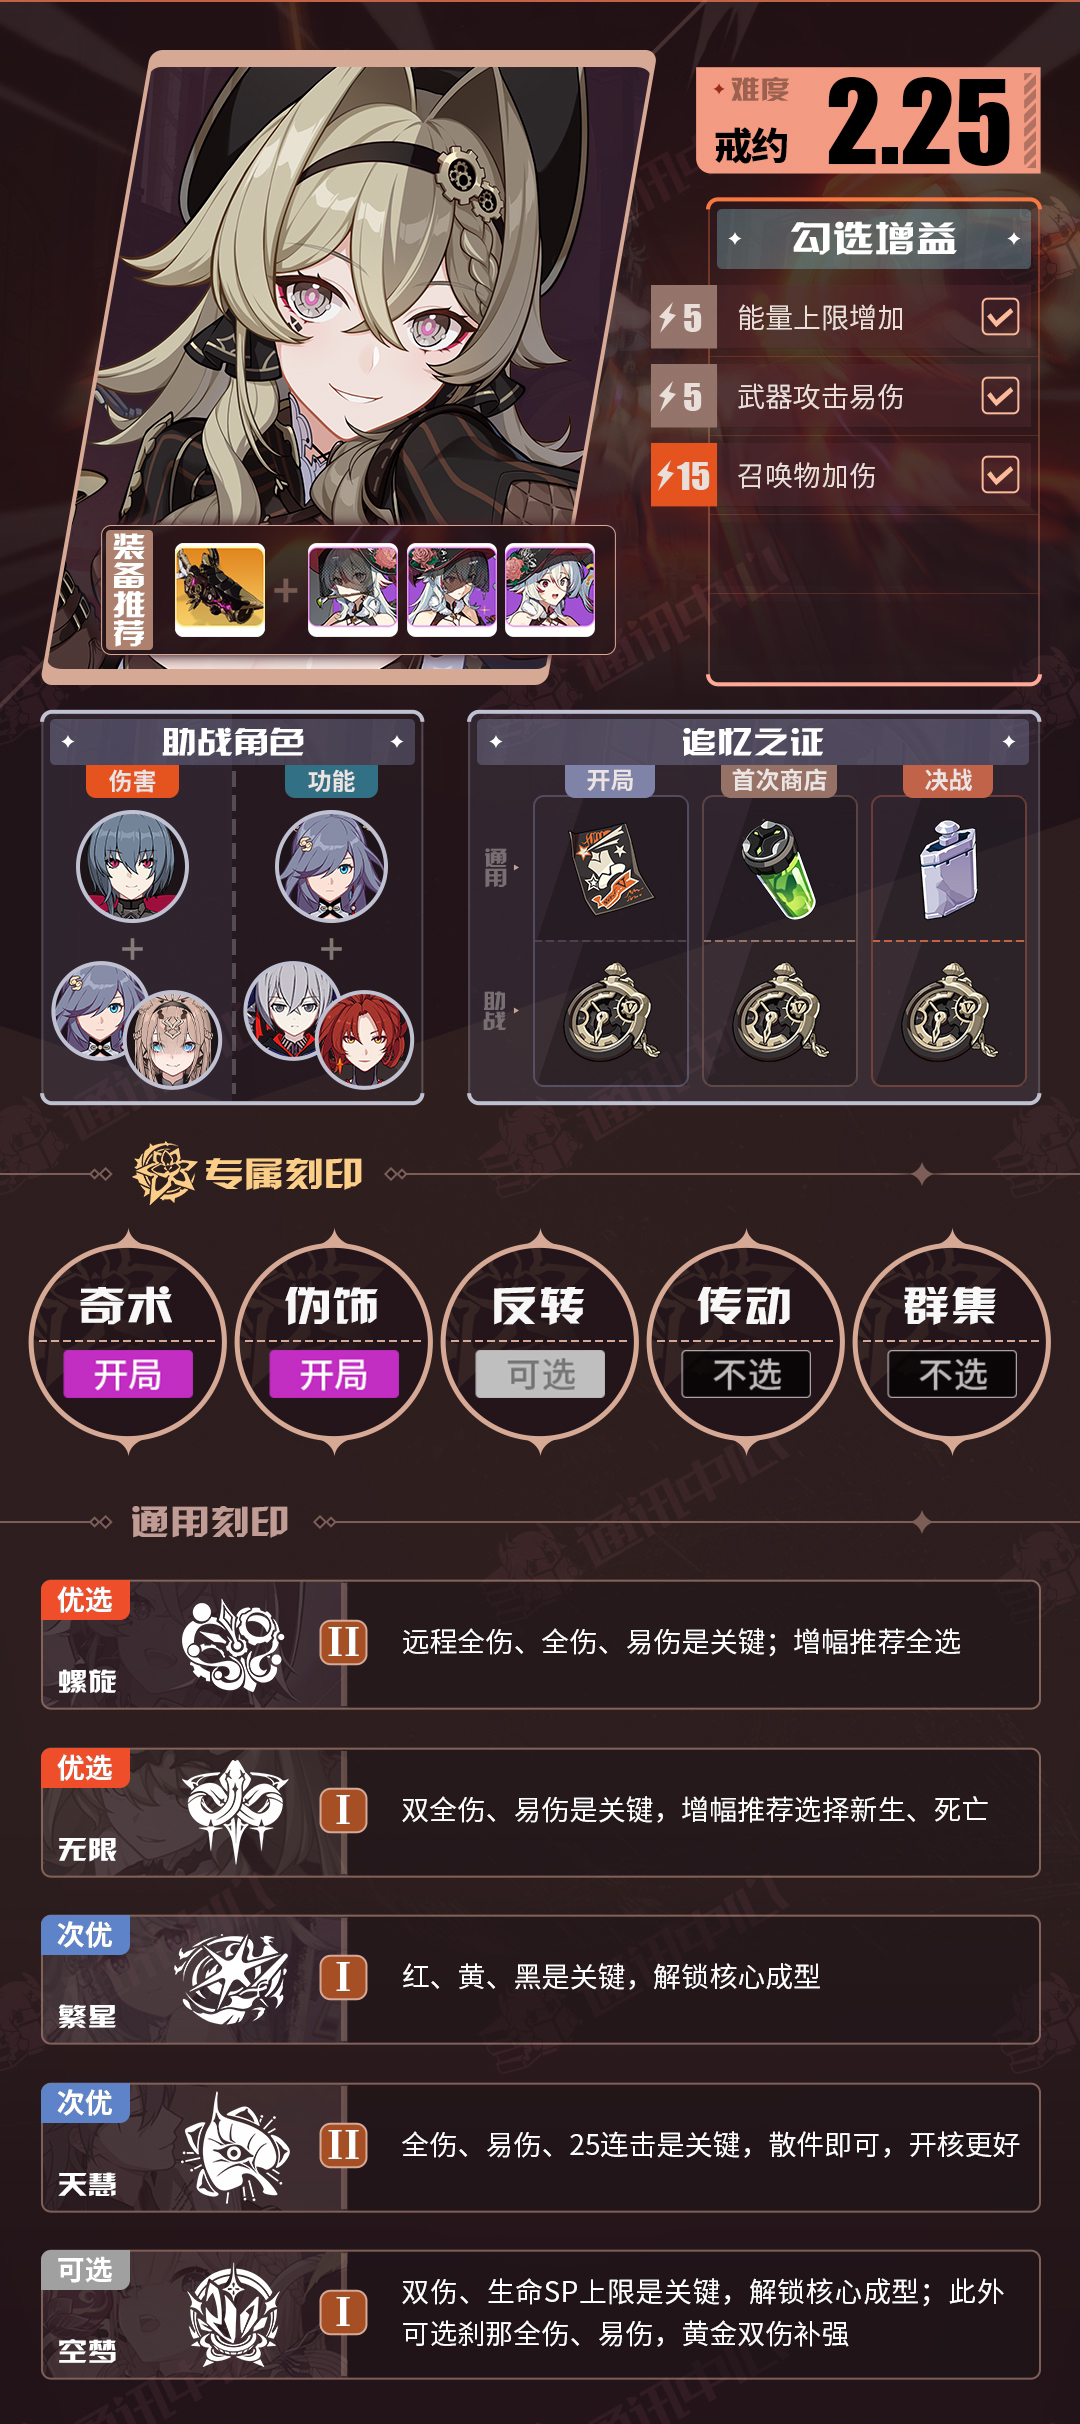 难度
戒约
2.25
勾选增益
5 能量上限增加
5 武器攻击易伤
15 召唤物加伤
装备推荐
助战角色
伤害 功能
追忆之证
开局 首次商店 决战
通用
助战
专属刻印
奇术 伪饰 反转 传动 群集
开局 开局 可选 不选 不选
通用刻印
优选
螺旋
II
远程全伤、全伤、易伤是关键；增幅推荐全选
优选
无限
I
双全伤、易伤是关键，增幅推荐选择新生、死亡
次优
繁星
I
红、黄、黑是关键，解锁核心成型
次优
天慧
II
全伤、易伤、25连击是关键，散件即可，开核更好
可选
空梦
I
双伤、生命SP上限是关键，解锁核心成型；此外
可选刹那全伤、易伤，黄金双伤补强
通讯中心